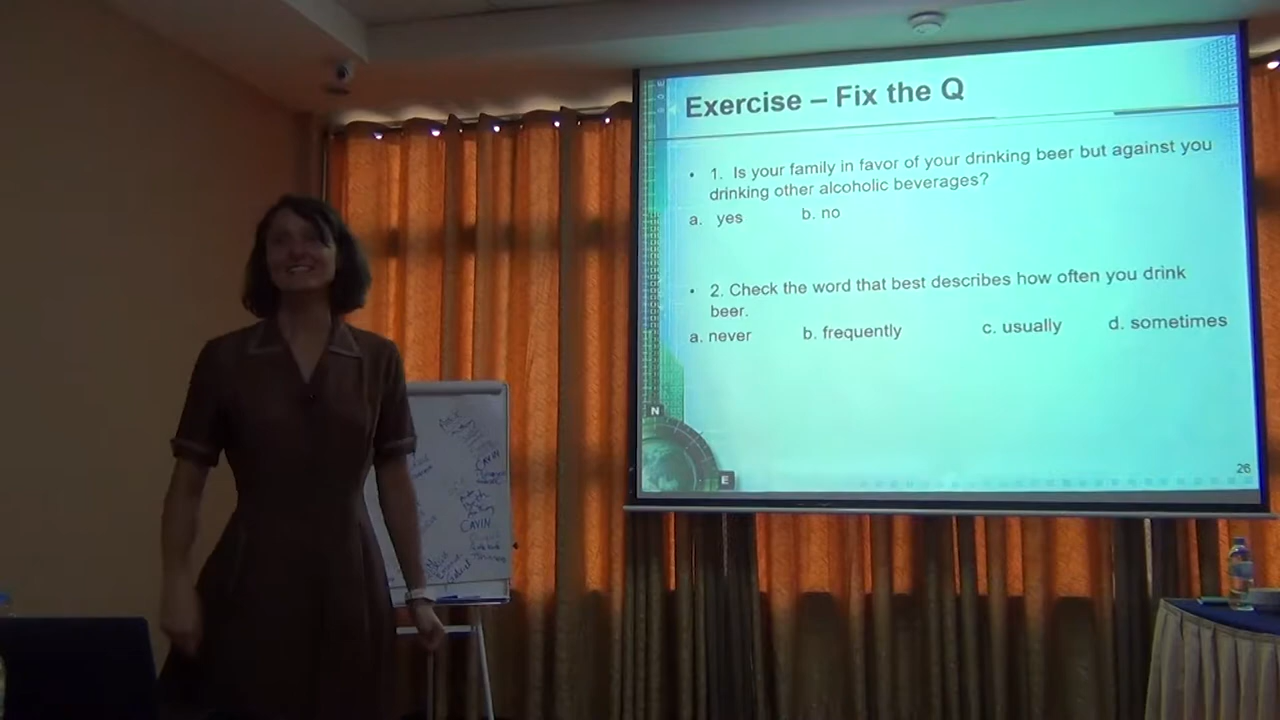 Exercise – Fix the Q
• 1. Is your family in favor of your drinking beer but against you
drinking other alcoholic beverages?
a. yes b. no
• 2. Check the word that best describes how often you drink
beer.
a. never b. frequently c. usually d. sometimes
N
E
26
CAVIN
CAVIN